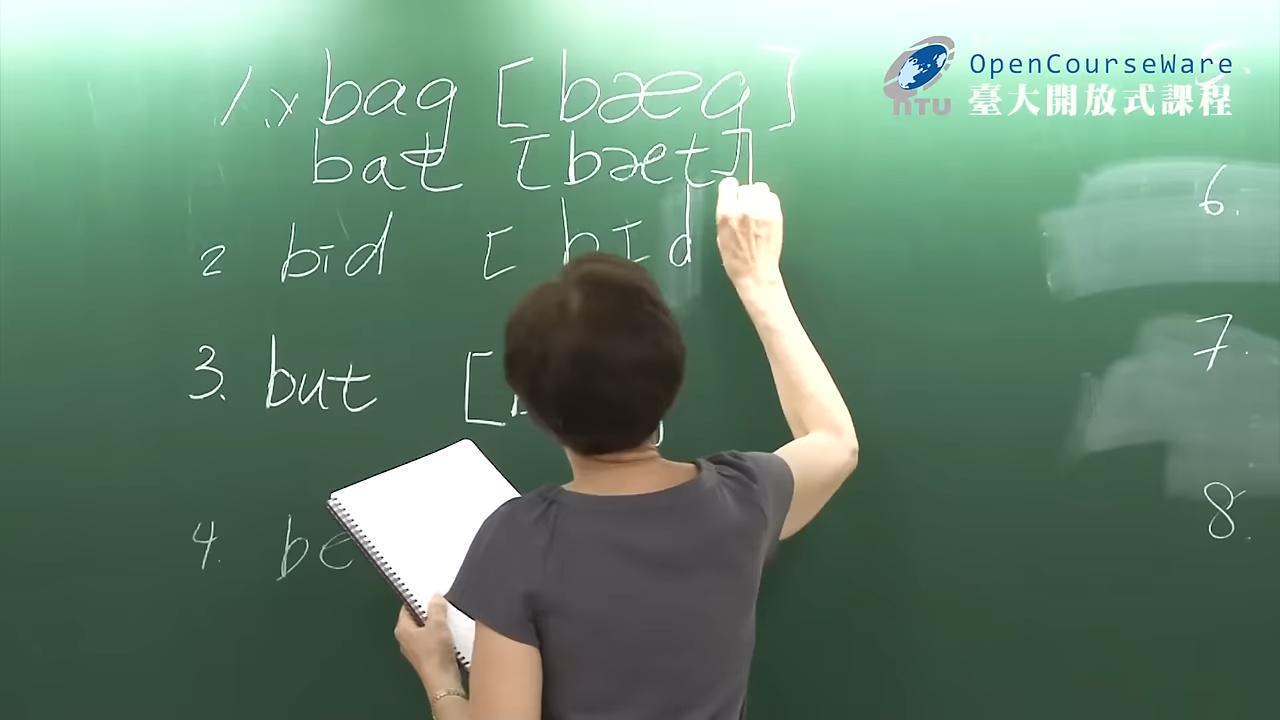 OpenCourseWare
NTU 臺大開放式課程
1. x bag [bæg]
bat [bæt]
2 bid [bId
3. but [
4. be
6.
7.
8.